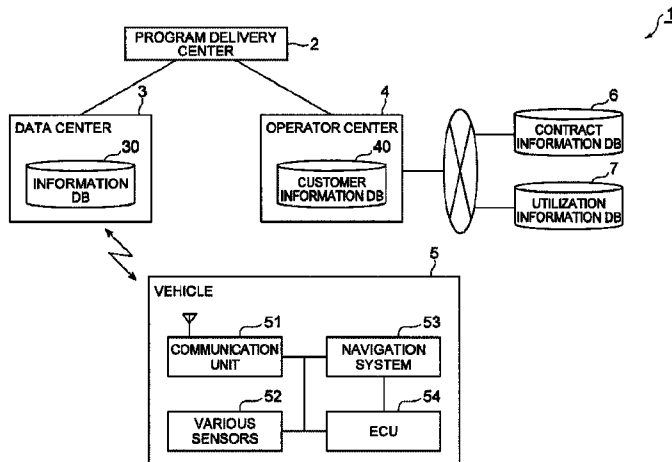 1
PROGRAM DELIVERY
CENTER
2
3
DATA CENTER
30
INFORMATION
DB
4
OPERATOR CENTER
40
CUSTOMER
INFORMATION DB
6
CONTRACT
INFORMATION DB
7
UTILIZATION
INFORMATION DB
5
VEHICLE
51
COMMUNICATION
UNIT
53
NAVIGATION
SYSTEM
52
VARIOUS
SENSORS
54
ECU